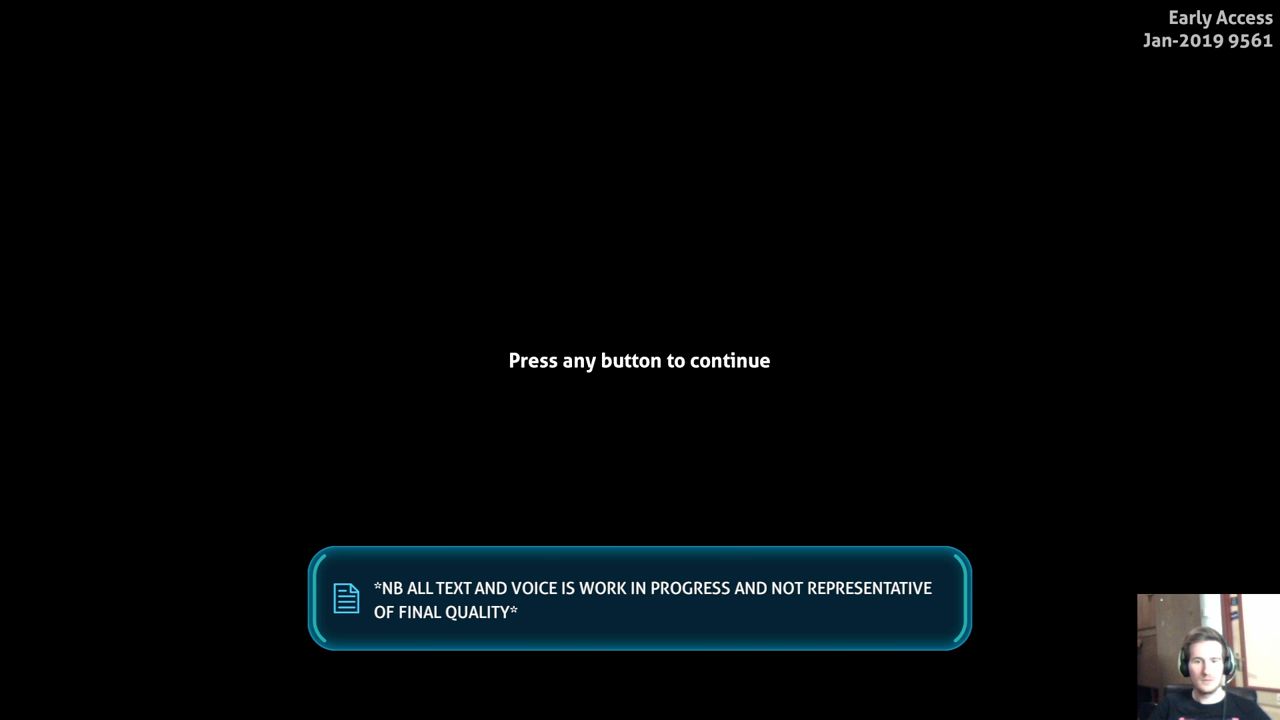 Early Access
Jan-2019 9561
Press any button to continue
*NB ALL TEXT AND VOICE IS WORK IN PROGRESS AND NOT REPRESENTATIVE
OF FINAL QUALITY*